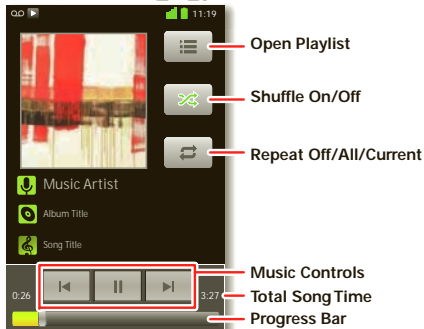 11:19
Open Playlist
Shuffle On/Off
Repeat Off/All/Current
Music Artist
Album Title
Song Title
Music Controls
0:26
3:27
Total Song Time
Progress Bar